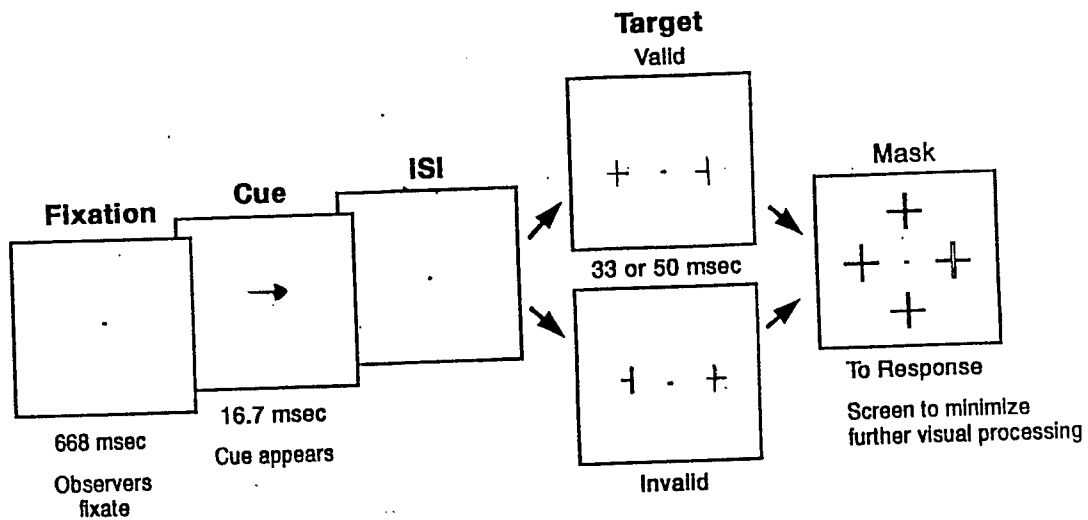 Target
Valid
Mask
ISI
Cue
Fixation
33 or 50 msec
To Response
Screen to minimize
further visual processing
16.7 msec
Cue appears
668 msec
Observers
fixate
Invalid